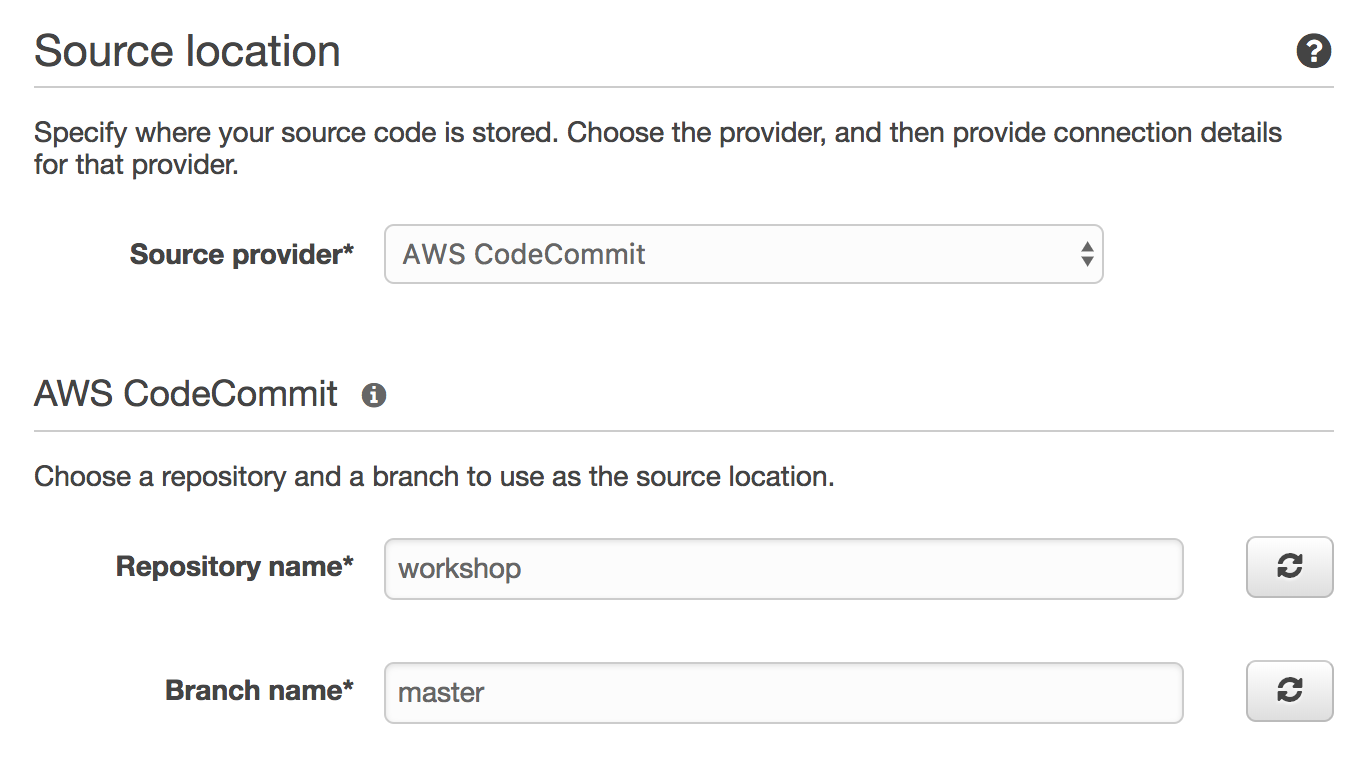 Source location
Specify where your source code is stored. Choose the provider, and then provide connection details
for that provider.
Source provider* AWS CodeCommit
AWS CodeCommit
Choose a repository and a branch to use as the source location.
Repository name* workshop
Branch name* master